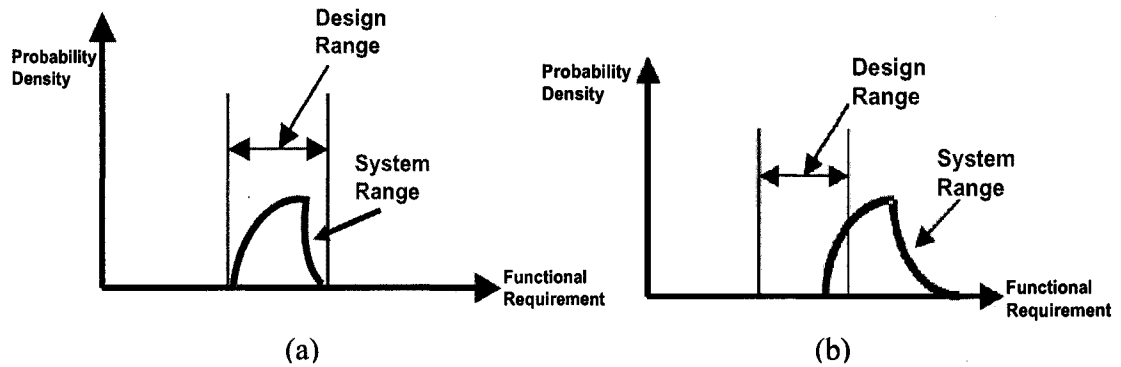 Design
Range
Probability
Density
System
Range
Functional
Requirement
(a)
Design
Range
Probability
Density
System
Range
Functional
Requirement
(b)